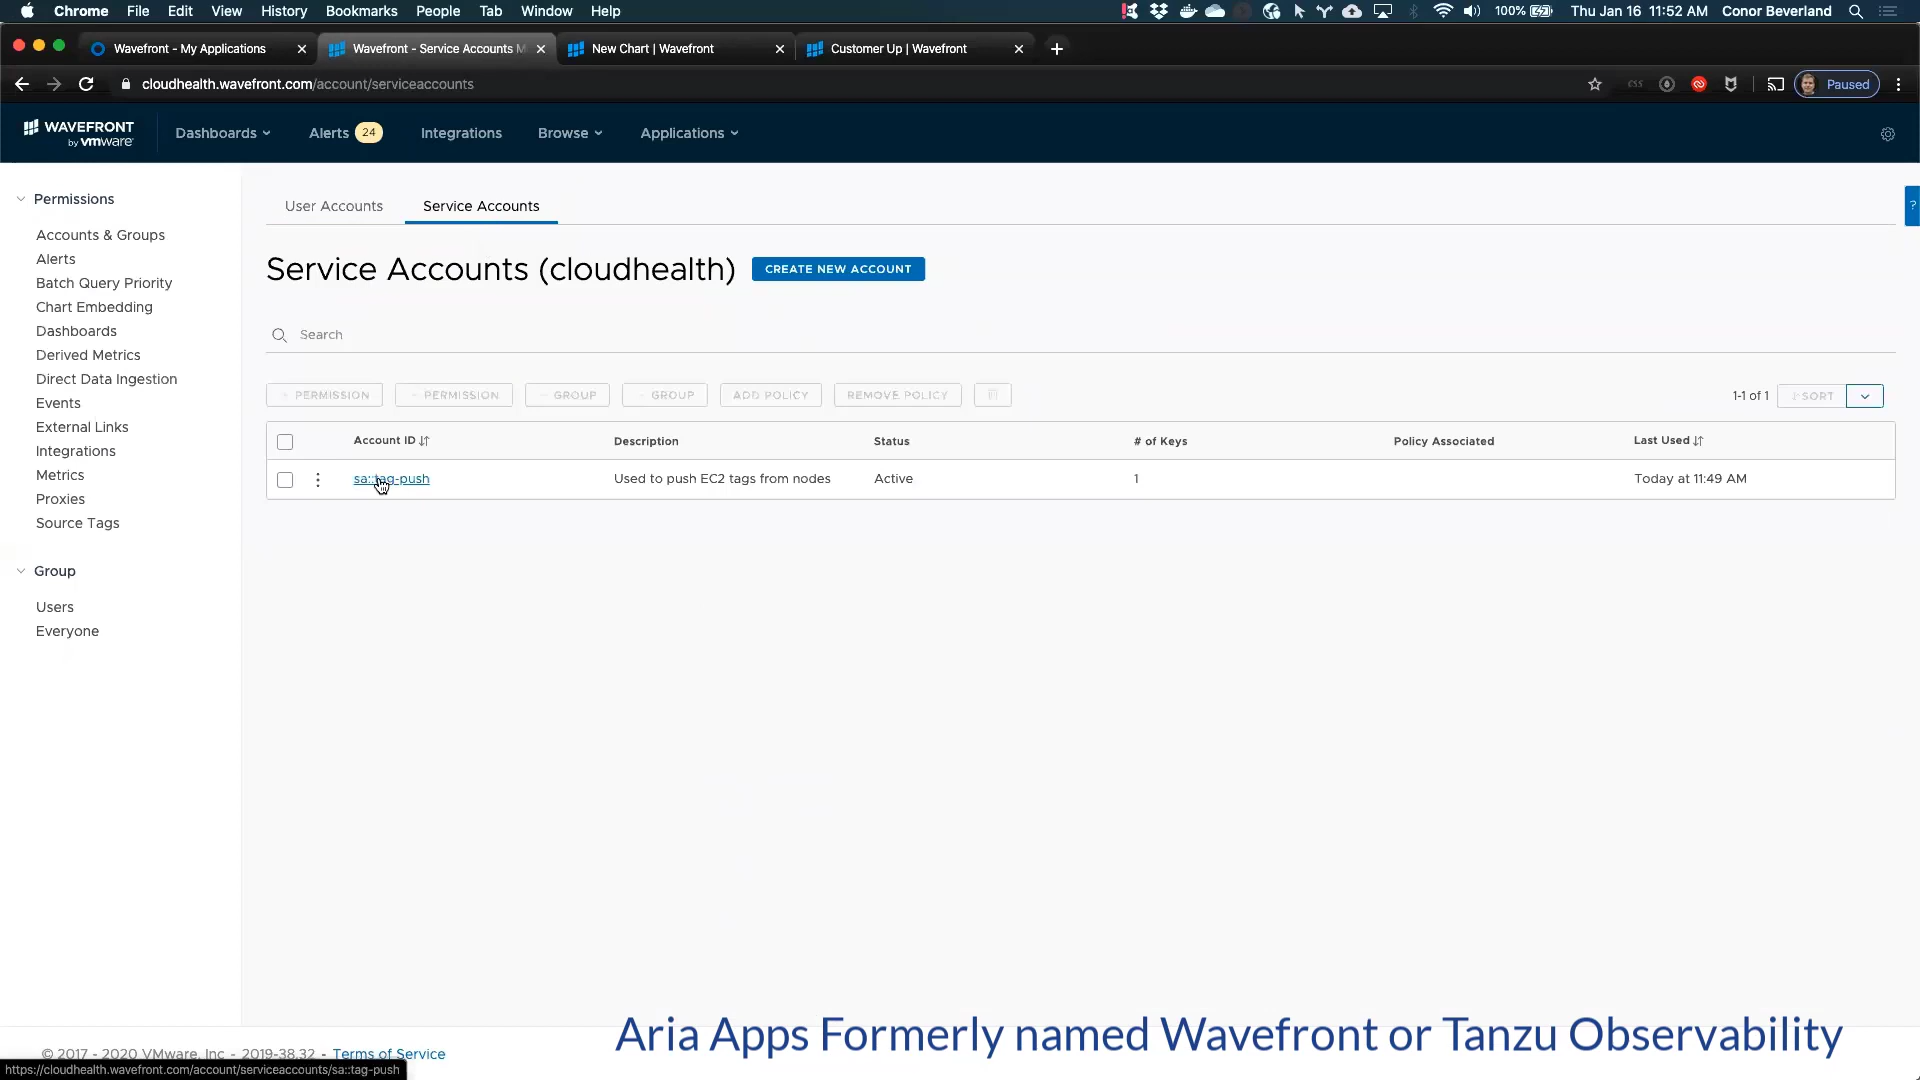 Chrome File Edit View History Bookmarks People Tab Window Help 100% Thu Jan 16 11:52 AM Conor Beverland
Wavefront - My Applications
Wavefront - Service Accounts M
New Chart | Wavefront
Customer Up | Wavefront
cloudhealth.wavefront.com/account/serviceaccounts
css
Paused
WAVEFRONT
by vmware
Dashboards
Alerts 24
Integrations
Browse
Applications
?
Permissions
Accounts & Groups
Alerts
Batch Query Priority
Chart Embedding
Dashboards
Derived Metrics
Direct Data Ingestion
Events
External Links
Integrations
Metrics
Proxies
Source Tags
Group
Users
Everyone
User Accounts
Service Accounts
Service Accounts (cloudhealth)
CREATE NEW ACCOUNT
Search
+ PERMISSION
- PERMISSION
GROUP
- GROUP
ADD POLICY
REMOVE POLICY
1-1 of 1
SORT
Account ID Description Status # of Keys Policy Associated Last Used
sa::tag-push Used to push EC2 tags from nodes Active 1 Today at 11:49 AM
Aria Apps Formerly named Wavefront or Tanzu Observability
© 2017 - 2020 VMware, Inc - 2019-38.32 - Terms of Service
https://cloudhealth.wavefront.com/account/serviceaccounts/sa::tag-push